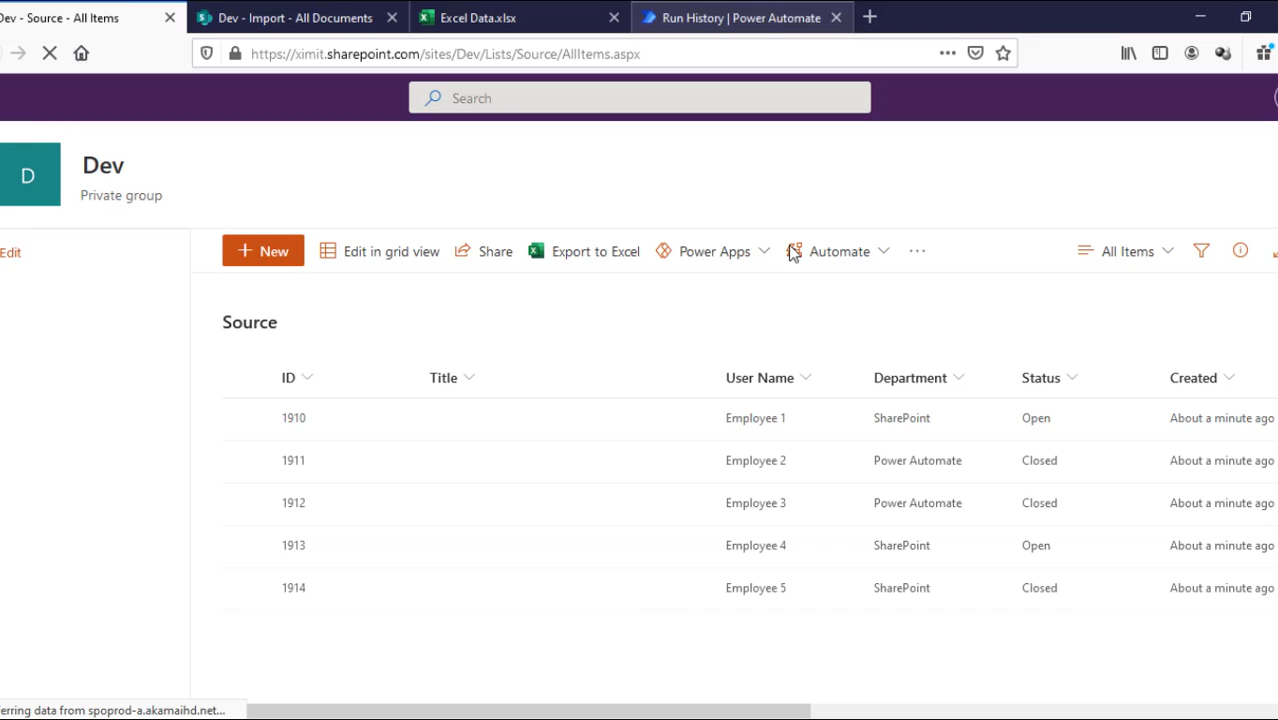 Dev - Source - All Items
Dev - Import - All Documents
Excel Data.xlsx
Run History | Power Automate
https://ximit.sharepoint.com/sites/Dev/Lists/Source/AllItems.aspx
Search
D
Dev
Private group
Edit
New Edit in grid view Share Export to Excel Power Apps Automate All Items
Source
ID Title User Name Department Status Created
1910 Employee 1 SharePoint Open About a minute ago
1911 Employee 2 Power Automate Closed About a minute ago
1912 Employee 3 Power Automate Closed About a minute ago
1913 Employee 4 SharePoint Open About a minute ago
1914 Employee 5 SharePoint Closed About a minute ago
erring data from spoprod-a.akamaihd.net...